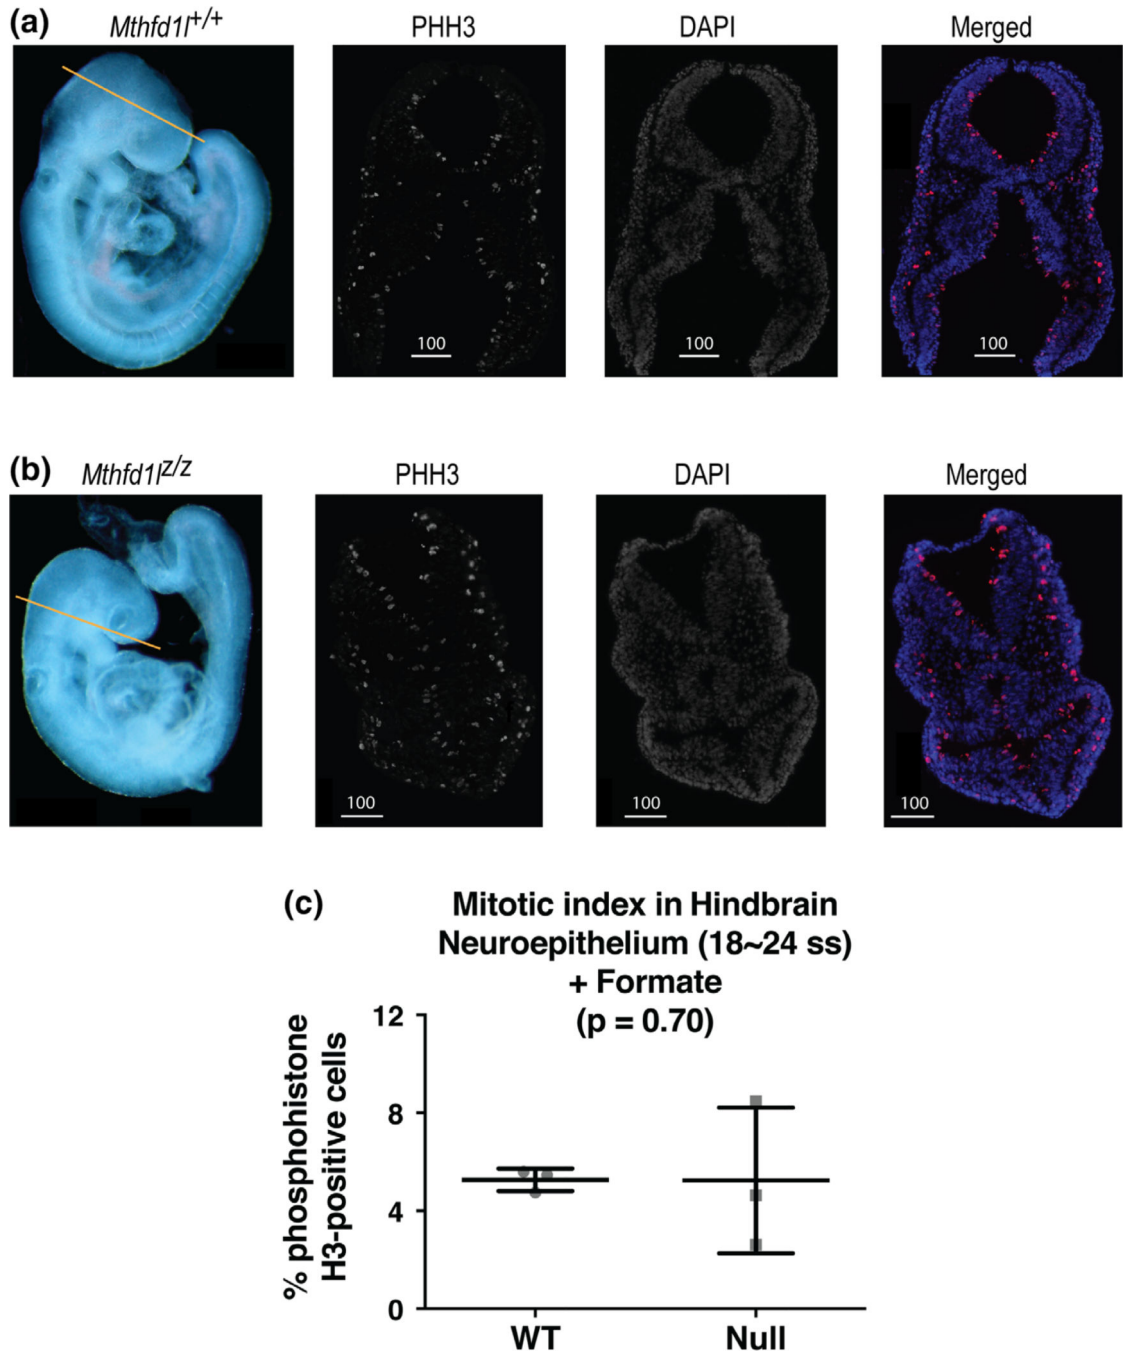 (a) Mthfd1l+/+ PHH3 DAPI Merged
100 100 100
(b) Mthfd1lz/z PHH3 DAPI Merged
100 100 100
(c) Mitotic index in Hindbrain
Neuroepithelium (18~24 ss)
+ Formate
(p = 0.70)
% phosphohistone
H3-positive cells
12
8
4
0
WT Null